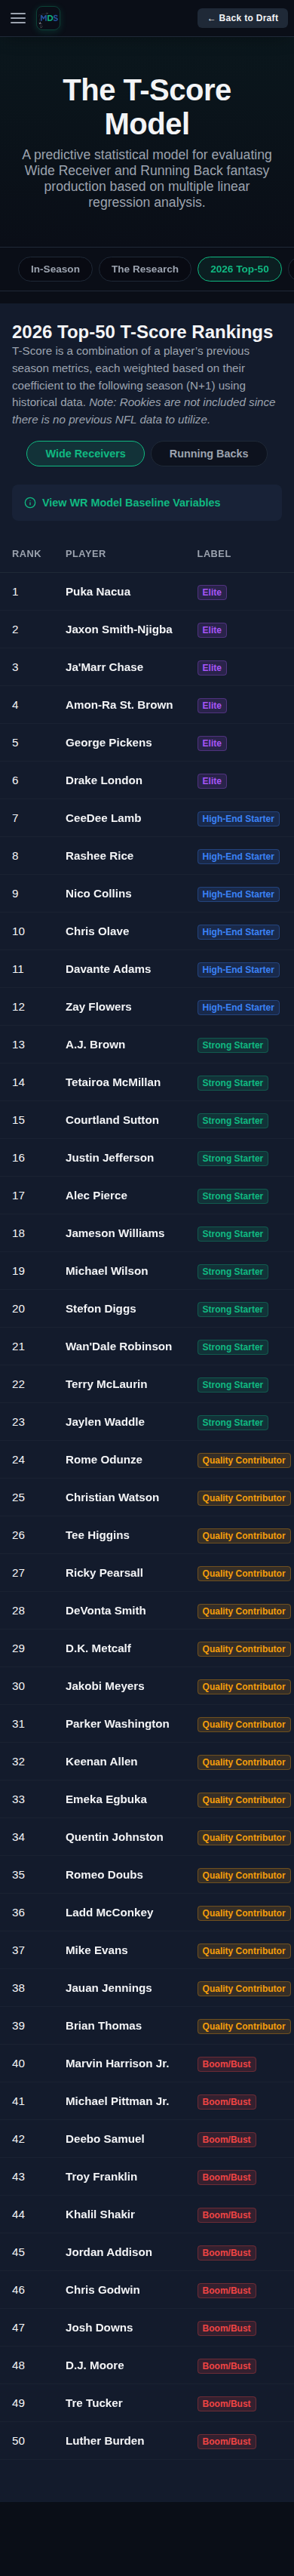 MDS
← Back to Draft
The T-Score
Model
A predictive statistical model for evaluating
Wide Receiver and Running Back fantasy
production based on multiple linear
regression analysis.
In-Season The Research 2026 Top-50
2026 Top-50 T-Score Rankings
T-Score is a combination of a player's previous
season metrics, each weighted based on their
coefficient to the following season (N+1) using
historical data. Note: Rookies are not included since
there is no previous NFL data to utilize.
Wide Receivers Running Backs
View WR Model Baseline Variables
RANK PLAYER LABEL
1 Puka Nacua Elite
2 Jaxon Smith-Njigba Elite
3 Ja'Marr Chase Elite
4 Amon-Ra St. Brown Elite
5 George Pickens Elite
6 Drake London Elite
7 CeeDee Lamb High-End Starter
8 Rashee Rice High-End Starter
9 Nico Collins High-End Starter
10 Chris Olave High-End Starter
11 Davante Adams High-End Starter
12 Zay Flowers High-End Starter
13 A.J. Brown Strong Starter
14 Tetairoa McMillan Strong Starter
15 Courtland Sutton Strong Starter
16 Justin Jefferson Strong Starter
17 Alec Pierce Strong Starter
18 Jameson Williams Strong Starter
19 Michael Wilson Strong Starter
20 Stefon Diggs Strong Starter
21 Wan'Dale Robinson Strong Starter
22 Terry McLaurin Strong Starter
23 Jaylen Waddle Strong Starter
24 Rome Odunze Quality Contributor
25 Christian Watson Quality Contributor
26 Tee Higgins Quality Contributor
27 Ricky Pearsall Quality Contributor
28 DeVonta Smith Quality Contributor
29 D.K. Metcalf Quality Contributor
30 Jakobi Meyers Quality Contributor
31 Parker Washington Quality Contributor
32 Keenan Allen Quality Contributor
33 Emeka Egbuka Quality Contributor
34 Quentin Johnston Quality Contributor
35 Romeo Doubs Quality Contributor
36 Ladd McConkey Quality Contributor
37 Mike Evans Quality Contributor
38 Jauan Jennings Quality Contributor
39 Brian Thomas Quality Contributor
40 Marvin Harrison Jr. Boom/Bust
41 Michael Pittman Jr. Boom/Bust
42 Deebo Samuel Boom/Bust
43 Troy Franklin Boom/Bust
44 Khalil Shakir Boom/Bust
45 Jordan Addison Boom/Bust
46 Chris Godwin Boom/Bust
47 Josh Downs Boom/Bust
48 D.J. Moore Boom/Bust
49 Tre Tucker Boom/Bust
50 Luther Burden Boom/Bust